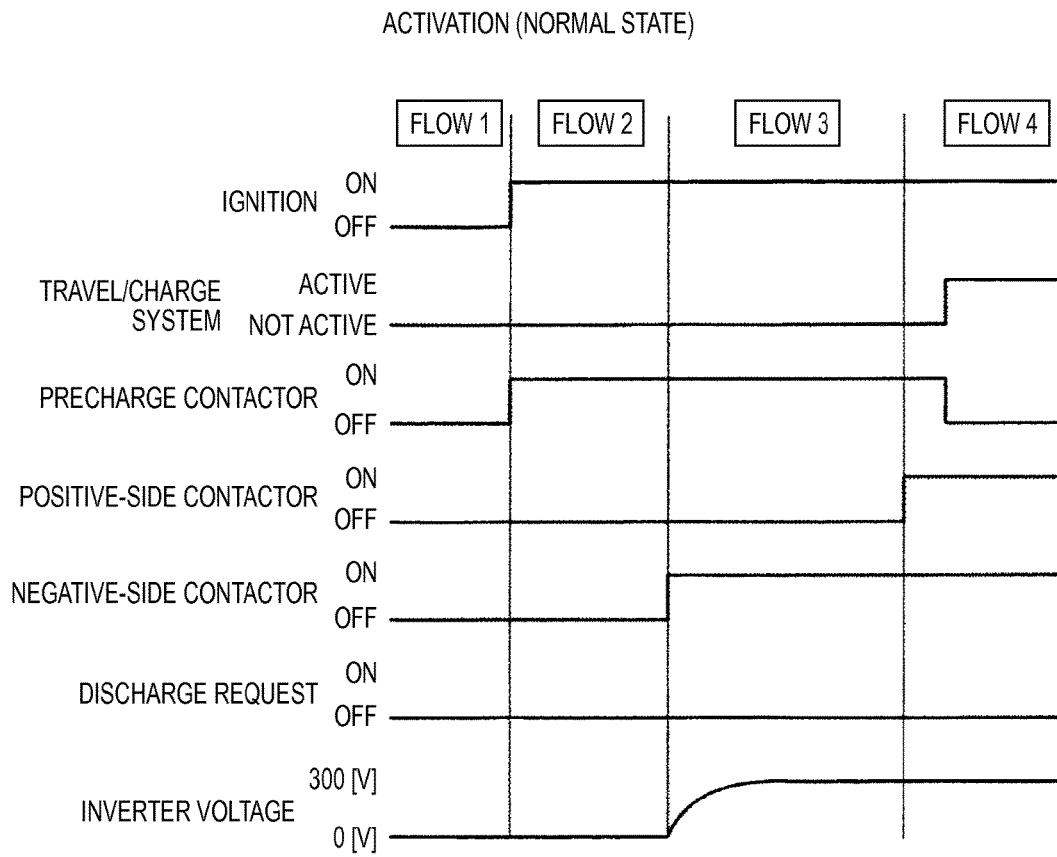 ACTIVATION (NORMAL STATE)
FLOW 1
FLOW 2
FLOW 3
FLOW 4
IGNITION
ON
OFF
TRAVEL/CHARGE
SYSTEM
ACTIVE
NOT ACTIVE
PRECHARGE CONTACTOR
ON
OFF
POSITIVE-SIDE CONTACTOR
ON
OFF
NEGATIVE-SIDE CONTACTOR
ON
OFF
DISCHARGE REQUEST
ON
OFF
INVERTER VOLTAGE
300 [V]
0 [V]